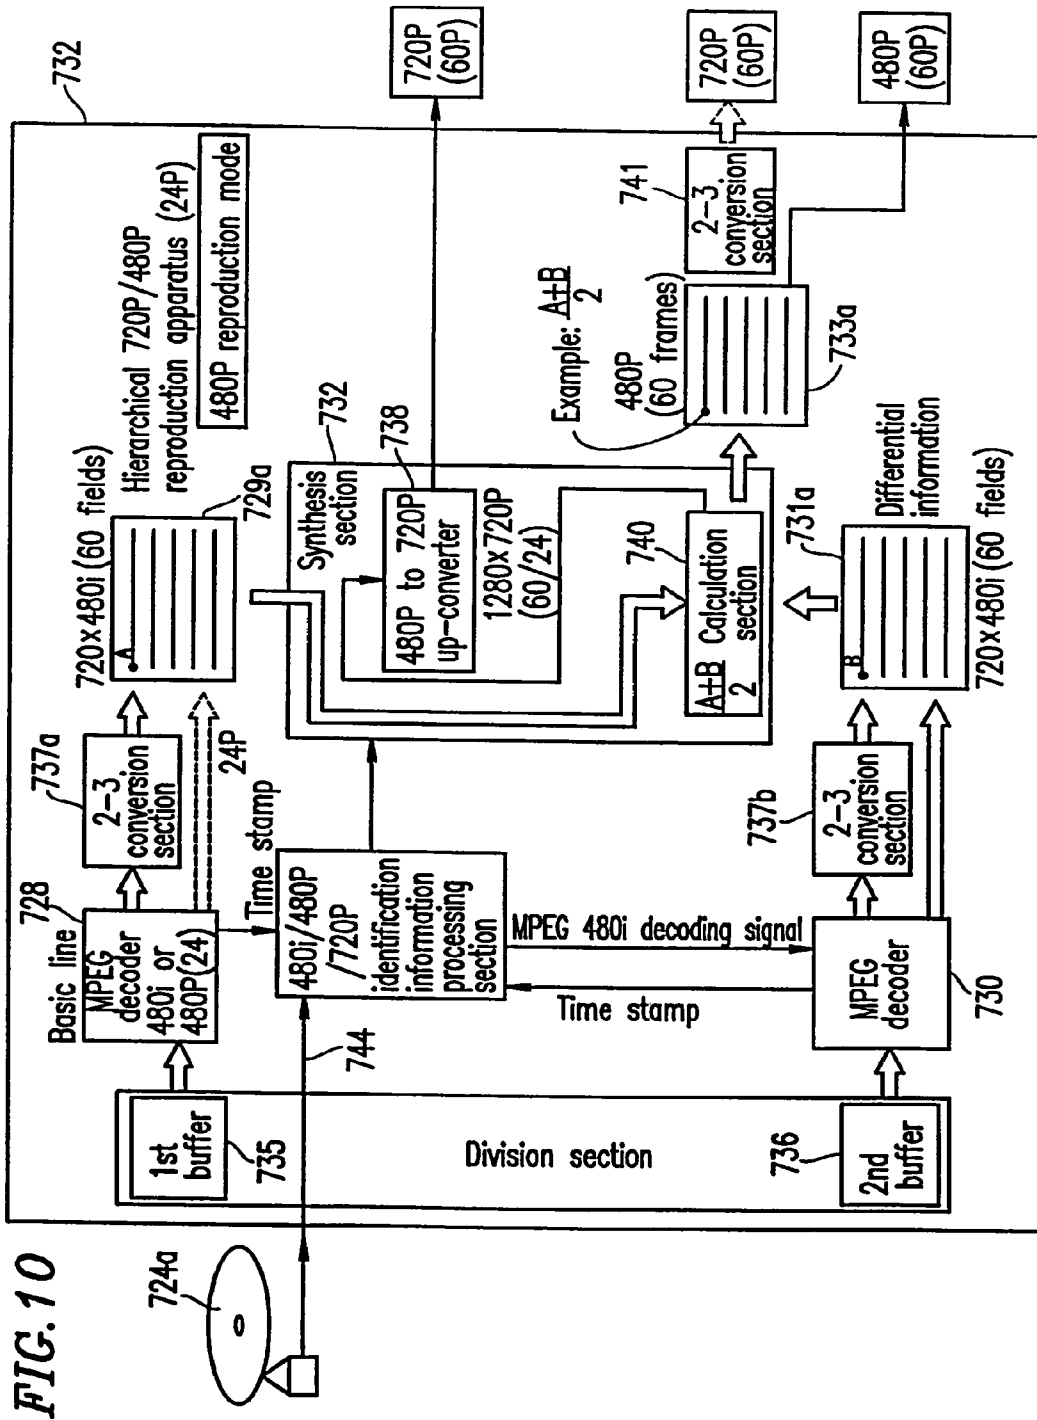 FIG.10
732
Hierarchical 720P/480P
reproduction apparatus (24P)
480P reproduction mode
724a
744
1st
buffer
735
Division section
736
2nd
buffer
Basic line
728
MPEG
decoder
480i or
480P(24)
737a
2-3
conversion
section
24P
720x480i (60 fields)
A
729a
Time stamp
480i/480P
/720P
identification
information
processing
section
MPEG 480i decoding signal
Time stamp
MPEG
decoder
730
737b
2-3
conversion
section
Synthesis
section
732
738
480P to 720P
up-converter
1280x720P
(60/24)
740
A+B
2
Calculation
section
731a
B
Differential
information
720x480i (60 fields)
Example: A+B
2
480P
(60 frames)
733a
741
2-3
conversion
section
720P
(60P)
720P
(60P)
480P
(60P)